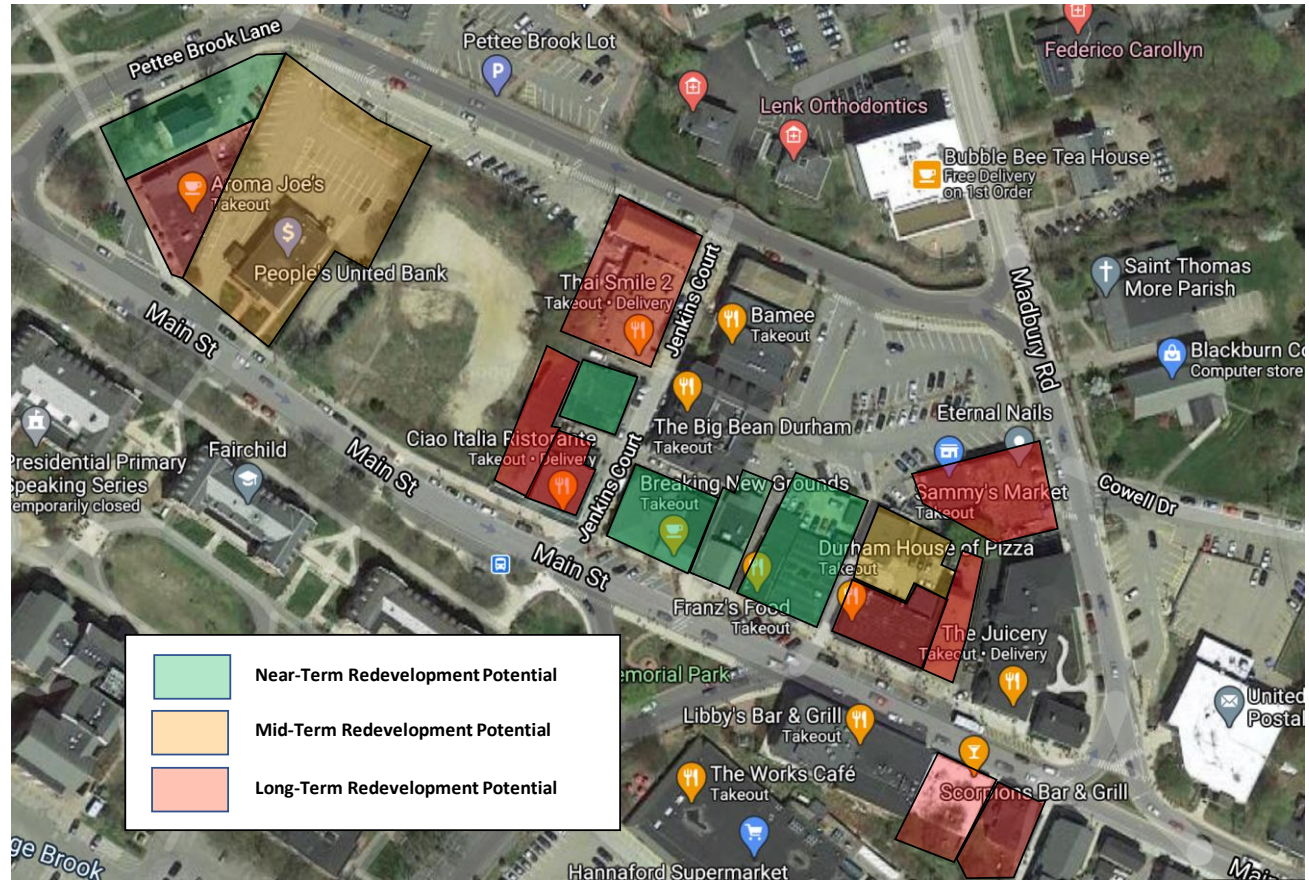 Pettee Brook Lane
Pettee Brook Lot
P
Federico Carollyn
Lenk Orthodontics
Bubble Bee Tea House
Free Delivery
on 1st Order
Aroma Joe's
Takeout
$
People's United Bank
Main St
Thai Smile 2
Takeout • Delivery
Jenkins Court
Bamee
Takeout
Madbury Rd
Saint Thomas
More Parish
Blackburn Co
Computer store
The Big Bean Durham
Takeout
Eternal Nails
Ciao Italia Ristorante
Takeout • Delivery
Presidential Primary
Speaking Series
emporarily closed
Fairchild
Main St
Jenkins Court
Breaking New Grounds
Takeout
Sammy's Market
Takeout
Cowell Dr
Main St
Durham House of Pizza
Takeout
Franz's Food
Takeout
The Juicery
Takeout • Delivery
emorial Park
Libby's Bar & Grill
Takeout
United
Postal
The Works Café
Takeout
Scorpions Bar & Grill
Hannaford Supermarket
ge Brook
Main
Near-Term Redevelopment Potential
Mid-Term Redevelopment Potential
Long-Term Redevelopment Potential